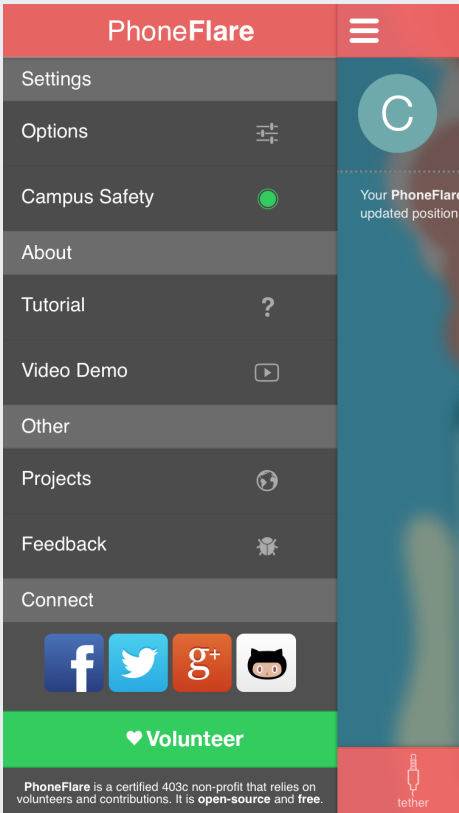 PhoneFlare
Settings
Options
Campus Safety
About
Tutorial
?
Video Demo
Other
Projects
Feedback
Connect
f
g+
Volunteer
PhoneFlare is a certified 403c non-profit that relies on
volunteers and contributions. It is open-source and free.
C
Your PhoneFlare
updated position
tether